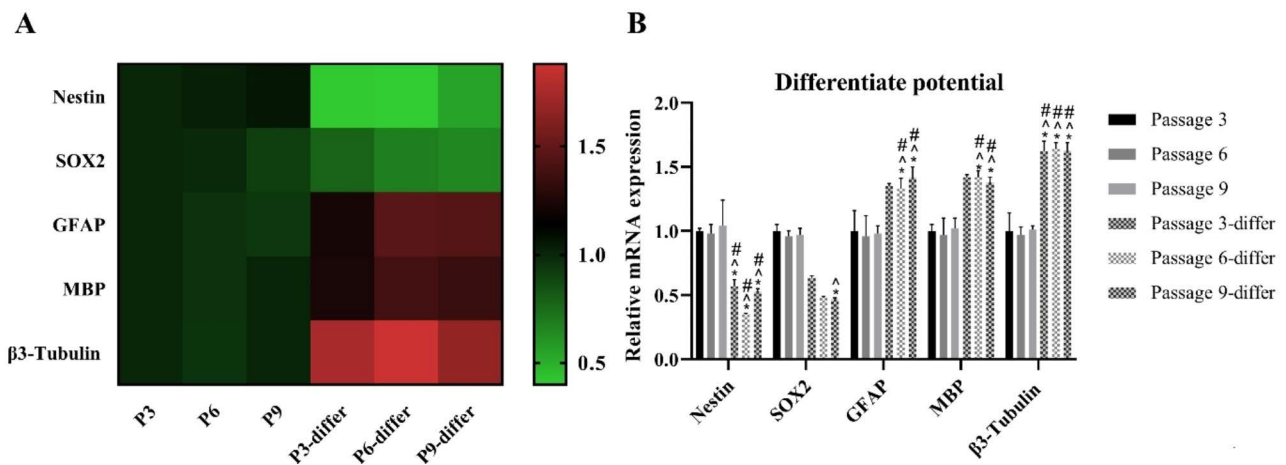 A
Nestin
SOX2
GFAP
MBP
β3-Tubulin
P3
P6
P9
P3-differ
P6-differ
P9-differ
1.5
1.0
0.5
B
Differentiate potential
Relative mRNA expression
2.0
1.5
1.0
0.5
0.0
#
^
*
#
^
*
#
^
*
^
*
#
^
*
#
^
*
#
^
*
#
^
*
#
^
*
#
^
*
#
^
*
Nestin
SOX2
GFAP
MBP
β3-Tubulin
Passage 3
Passage 6
Passage 9
Passage 3-differ
Passage 6-differ
Passage 9-differ